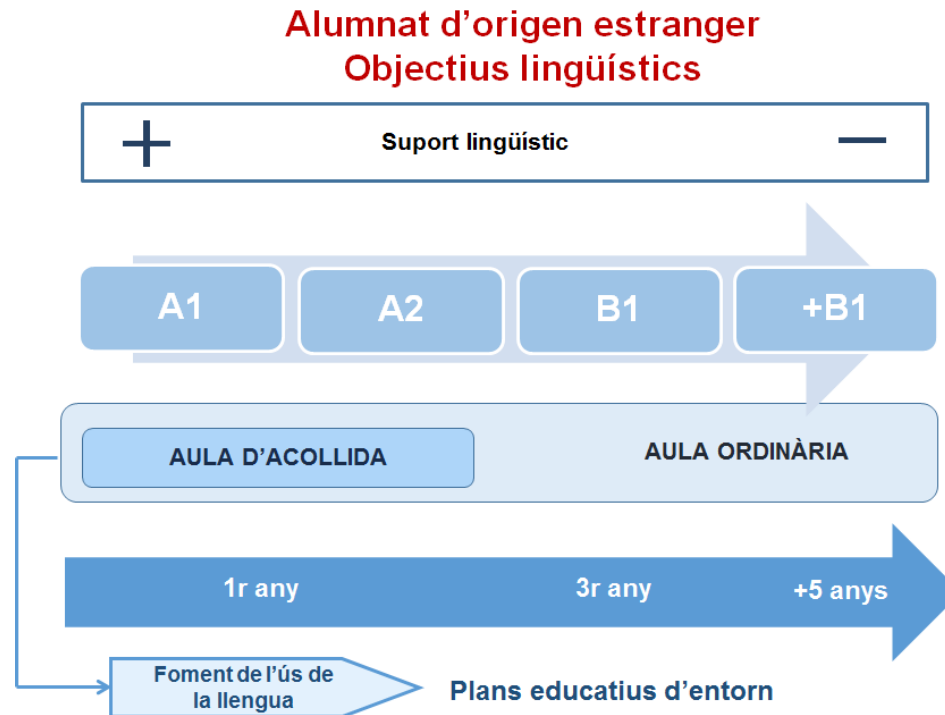 Alumnat d’origen estranger
Objectius lingüístics
+ Suport lingüístic —
A1 A2 B1 +B1
AULA D’ACOLLIDA AULA ORDINÀRIA
1r any 3r any +5 anys
Foment de l’ús de
la llengua
Plans educatius d’entorn